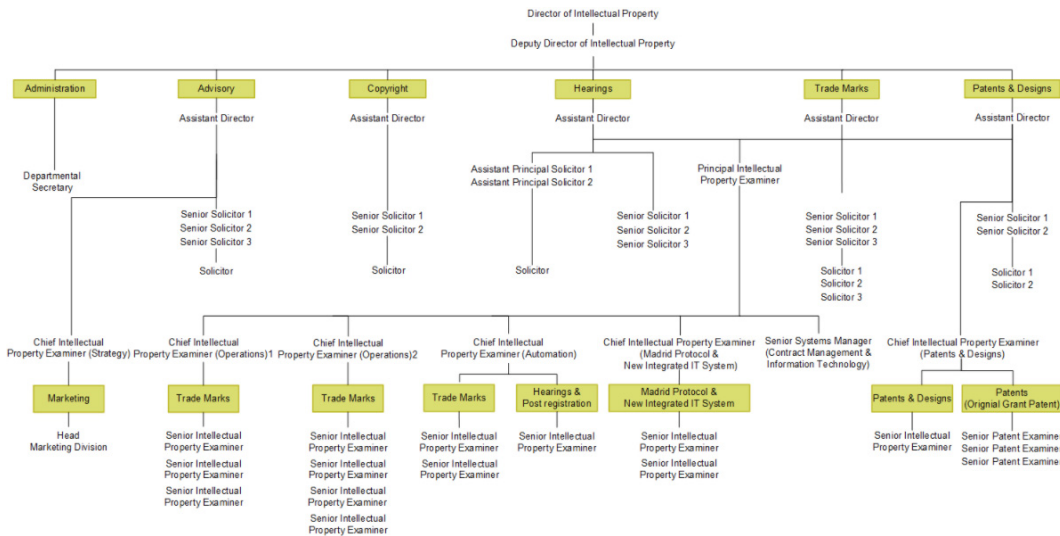 Director of Intellectual Property
Deputy Director of Intellectual Property
Administration
Advisory
Copyright
Hearings
Trade Marks
Patents & Designs
Assistant Director
Assistant Director
Assistant Director
Assistant Director
Assistant Director
Departmental
Secretary
Assistant Principal Solicitor 1
Assistant Principal Solicitor 2
Principal Intellectual
Property Examiner
Senior Solicitor 1
Senior Solicitor 2
Senior Solicitor 3
Senior Solicitor 1
Senior Solicitor 2
Senior Solicitor 1
Senior Solicitor 2
Senior Solicitor 3
Senior Solicitor 1
Senior Solicitor 2
Senior Solicitor 3
Senior Solicitor 1
Senior Solicitor 2
Solicitor
Solicitor
Solicitor
Solicitor 1
Solicitor 2
Solicitor 3
Solicitor 1
Solicitor 2
Chief Intellectual
Property Examiner (Strategy)
Chief Intellectual
Property Examiner (Operations)1
Chief Intellectual
Property Examiner (Operations)2
Chief Intellectual
Property Examiner (Automation)
Chief Intellectual Property Examiner
(Madrid Protocol &
New Integrated IT System)
Senior Systems Manager
(Contract Management &
Information Technology)
Chief Intellectual Property Examiner
(Patents & Designs)
Marketing
Trade Marks
Trade Marks
Trade Marks
Hearings &
Post registration
Madrid Protocol &
New Integrated IT System
Patents & Designs
Patents
(Orignial Grant Patent)
Head
Marketing Division
Senior Intellectual
Property Examiner
Senior Intellectual
Property Examiner
Senior Intellectual
Property Examiner
Senior Intellectual
Property Examiner
Senior Intellectual
Property Examiner
Senior Intellectual
Property Examiner
Senior Intellectual
Property Examiner
Senior Intellectual
Property Examiner
Senior Intellectual
Property Examiner
Senior Intellectual
Property Examiner
Senior Intellectual
Property Examiner
Senior Intellectual
Property Examiner
Senior Intellectual
Property Examiner
Senior Patent Examiner
Senior Patent Examiner
Senior Patent Examiner